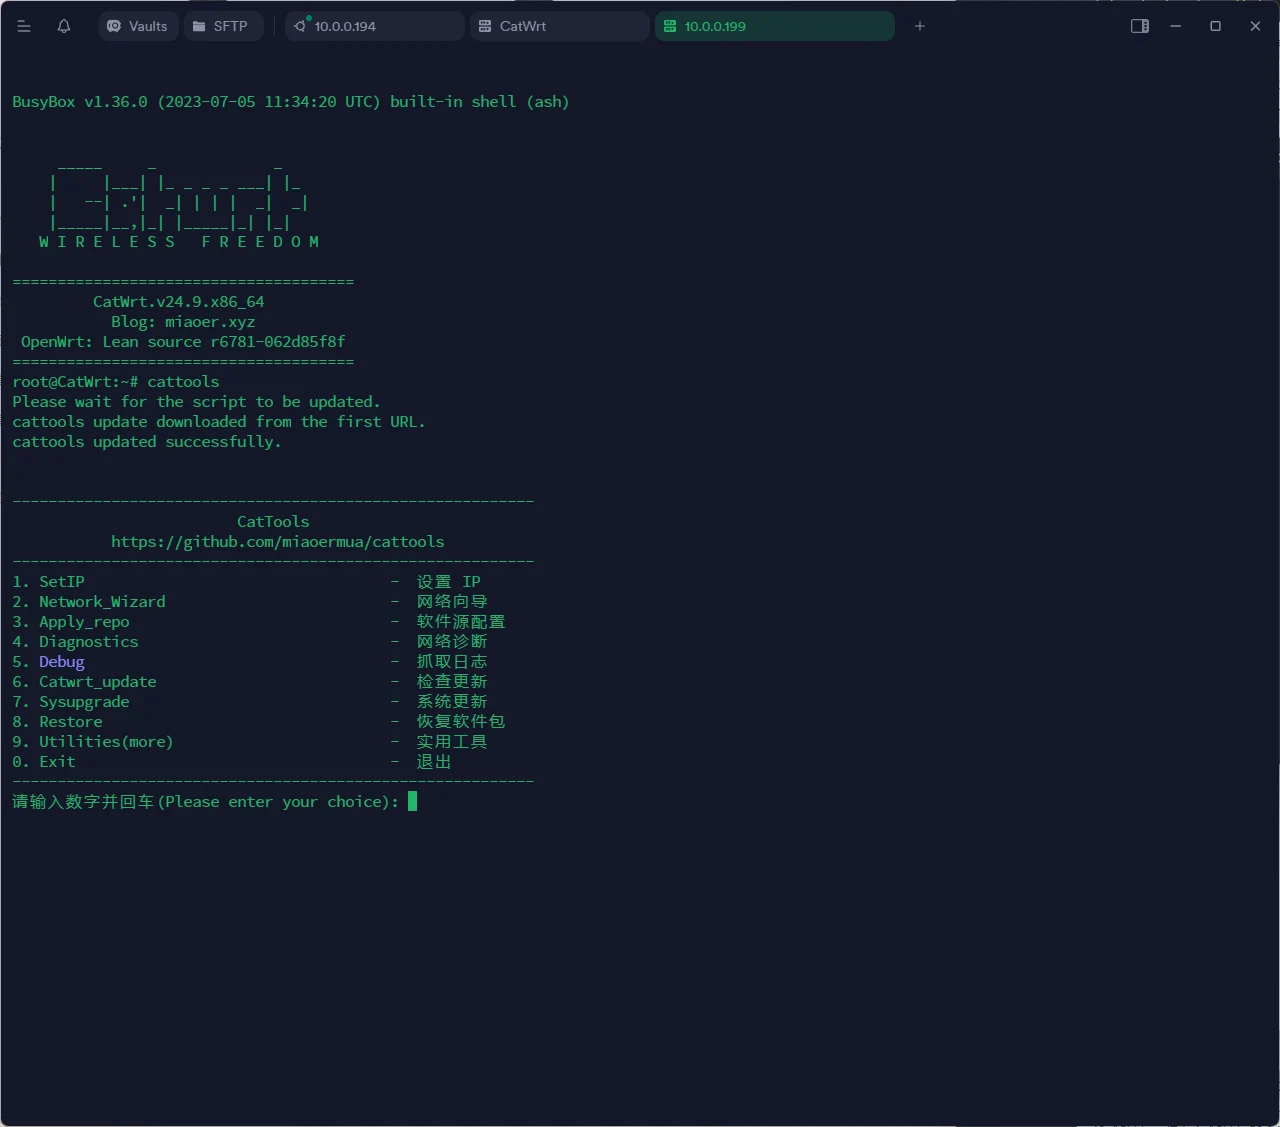 Vaults SFTP 10.0.0.194 CatWrt 10.0.0.199
BusyBox v1.36.0 (2023-07-05 11:34:20 UTC) built-in shell (ash)
     _____     _             _
    |     |___| |_ _ _ _ ___| |_
    |   --| .'|  _| | | |  _|  _|
    |_____|__,|_| |_____|_| |_|
W I R E L E S S   F R E E D O M
======================================
CatWrt.v24.9.x86_64
Blog: miaoer.xyz
OpenWrt: Lean source r6781-062d85f8f
======================================
root@CatWrt:~# cattools
Please wait for the script to be updated.
cattools update downloaded from the first URL.
cattools updated successfully.
----------------------------------------------------------
CatTools
https://github.com/miaoermua/cattools
----------------------------------------------------------
1. SetIP - 设置 IP
2. Network_Wizard - 网络向导
3. Apply_repo - 软件源配置
4. Diagnostics - 网络诊断
5. Debug - 抓取日志
6. Catwrt_update - 检查更新
7. Sysupgrade - 系统更新
8. Restore - 恢复软件包
9. Utilities(more) - 实用工具
0. Exit - 退出
----------------------------------------------------------
请输入数字并回车(Please enter your choice):